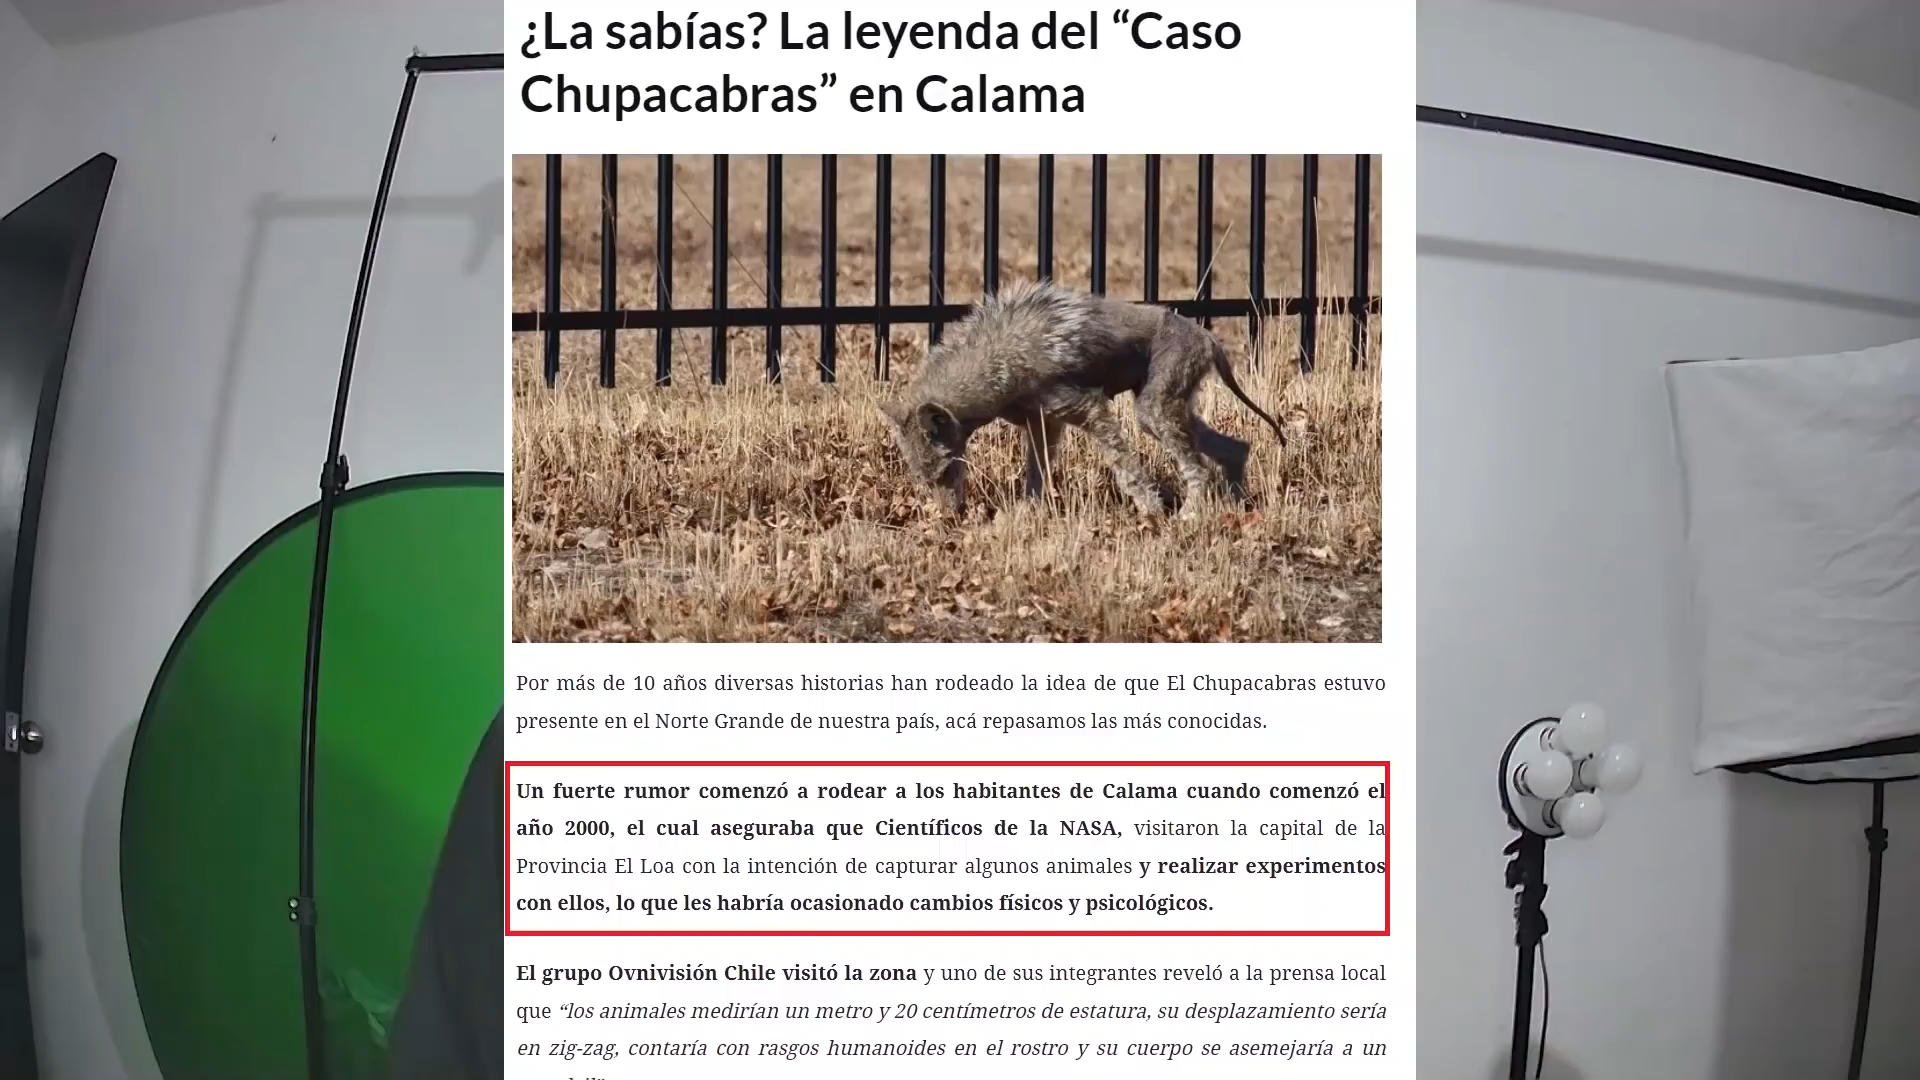 ¿La sabías? La leyenda del “Caso
Chupacabras” en Calama
Por más de 10 años diversas historias han rodeado la idea de que El Chupacabras estuvo
presente en el Norte Grande de nuestra país, acá repasamos las más conocidas.
Un fuerte rumor comenzó a rodear a los habitantes de Calama cuando comenzó el
año 2000, el cual aseguraba que Científicos de la NASA, visitaron la capital de la
Provincia El Loa con la intención de capturar algunos animales y realizar experimentos
con ellos, lo que les habría ocasionado cambios físicos y psicológicos.
El grupo Ovnivisión Chile visitó la zona y uno de sus integrantes reveló a la prensa local
que “los animales medirían un metro y 20 centímetros de estatura, su desplazamiento sería
en zig-zag, contaría con rasgos humanoides en el rostro y su cuerpo se asemejaría a un